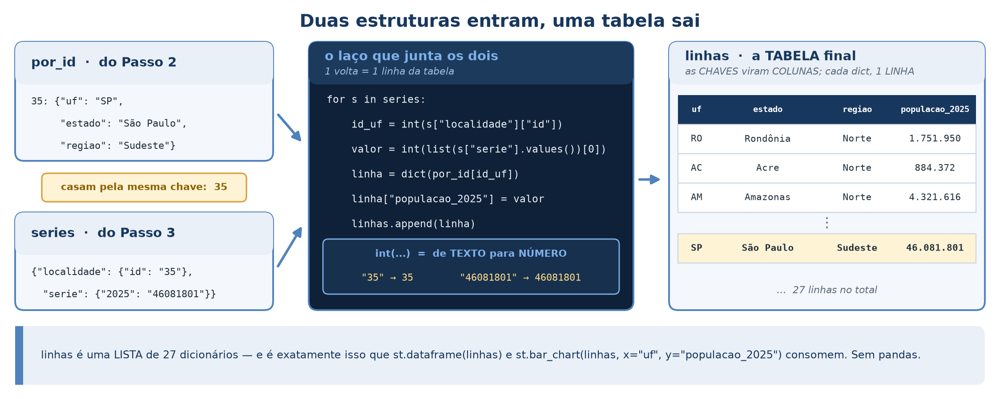 Duas estruturas entram, uma tabela sai
por_id · do Passo 2
35: {"uf": "SP",
"estado": "São Paulo",
"regiao": "Sudeste"}
casam pela mesma chave: 35
series · do Passo 3
{"localidade": {"id": "35"},
"serie": {"2025": "46081801"}}
o laço que junta os dois
1 volta = 1 linha da tabela
for s in series:
id_uf = int(s["localidade"]["id"])
valor = int(list(s["serie"].values())[0])
linha = dict(por_id[id_uf])
linha["populacao_2025"] = valor
linhas.append(linha)
int(...) = de TEXTO para NÚMERO
"35" → 35 "46081801" → 46081801
linhas · a TABELA final
as CHAVES viram COLUNAS; cada dict, 1 LINHA
uf estado regiao populacao_2025
RO Rondônia Norte 1.751.950
AC Acre Norte 884.372
AM Amazonas Norte 4.321.616
⋮
SP São Paulo Sudeste 46.081.801
... 27 linhas no total
linhas é uma LISTA de 27 dicionários — e é exatamente isso que st.dataframe(linhas) e st.bar_chart(linhas, x="uf", y="populacao_2025") consomem. Sem pandas.